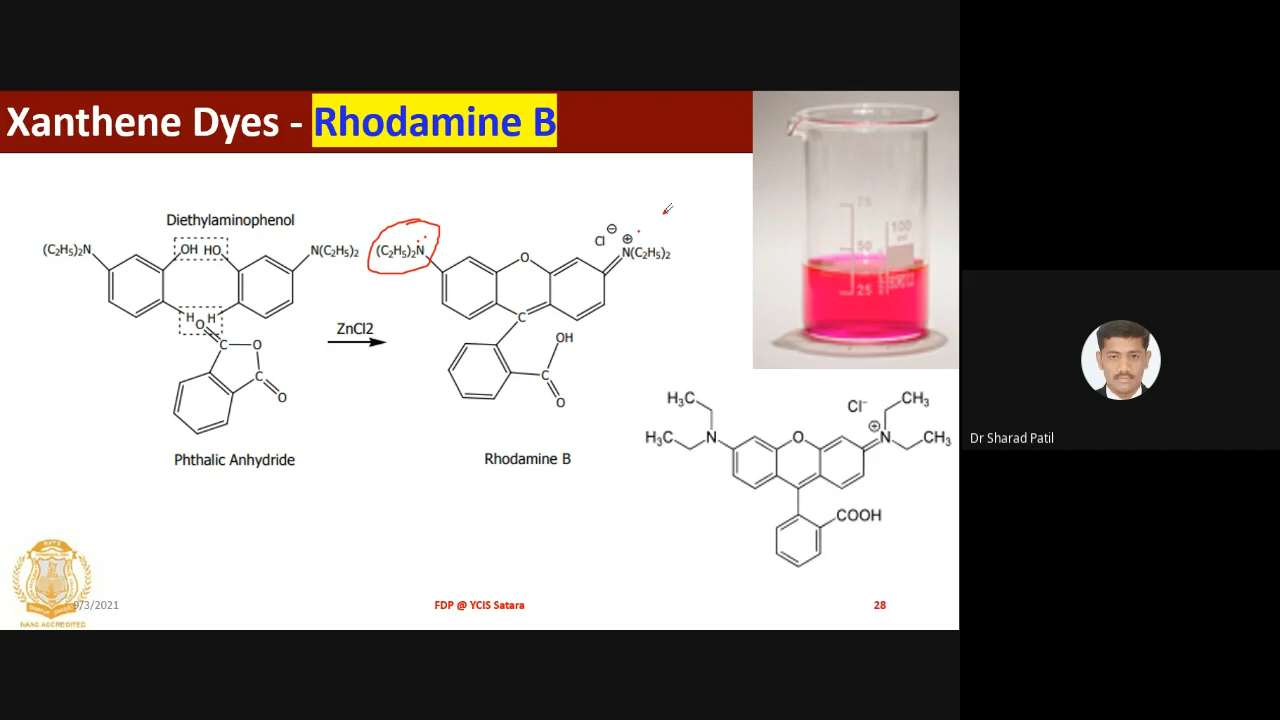 Xanthene Dyes - Rhodamine B
Diethylaminophenol
(C₂H₅)₂N
OH HO
N(C₂H₅)₂
H H
O
C O
C
O
Phthalic Anhydride
ZnCl2
(C₂H₅)₂N
O
Cl ⊖
⊕
N(C₂H₅)₂
C
OH
C
O
Rhodamine B
75
100
50
25
H₃C
H₃C
N
O
Cl⁻
⊕
N
CH₃
CH₃
COOH
9/3/2021
FDP @ YCIS Satara
28
NAAC ACCREDITED
Dr Sharad Patil